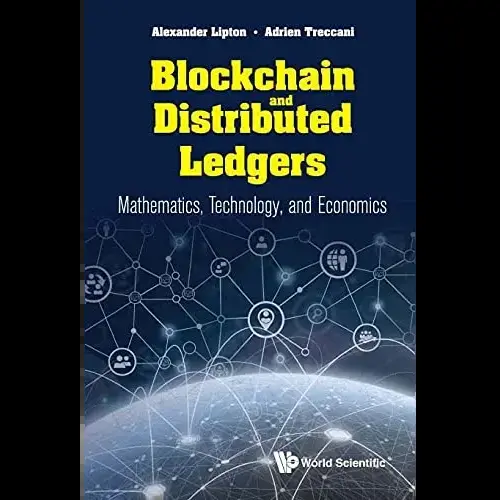 Alexander Lipton • Adrien Treccani
Blockchain
and
Distributed
Ledgers
Mathematics, Technology, and Economics
World Scientific